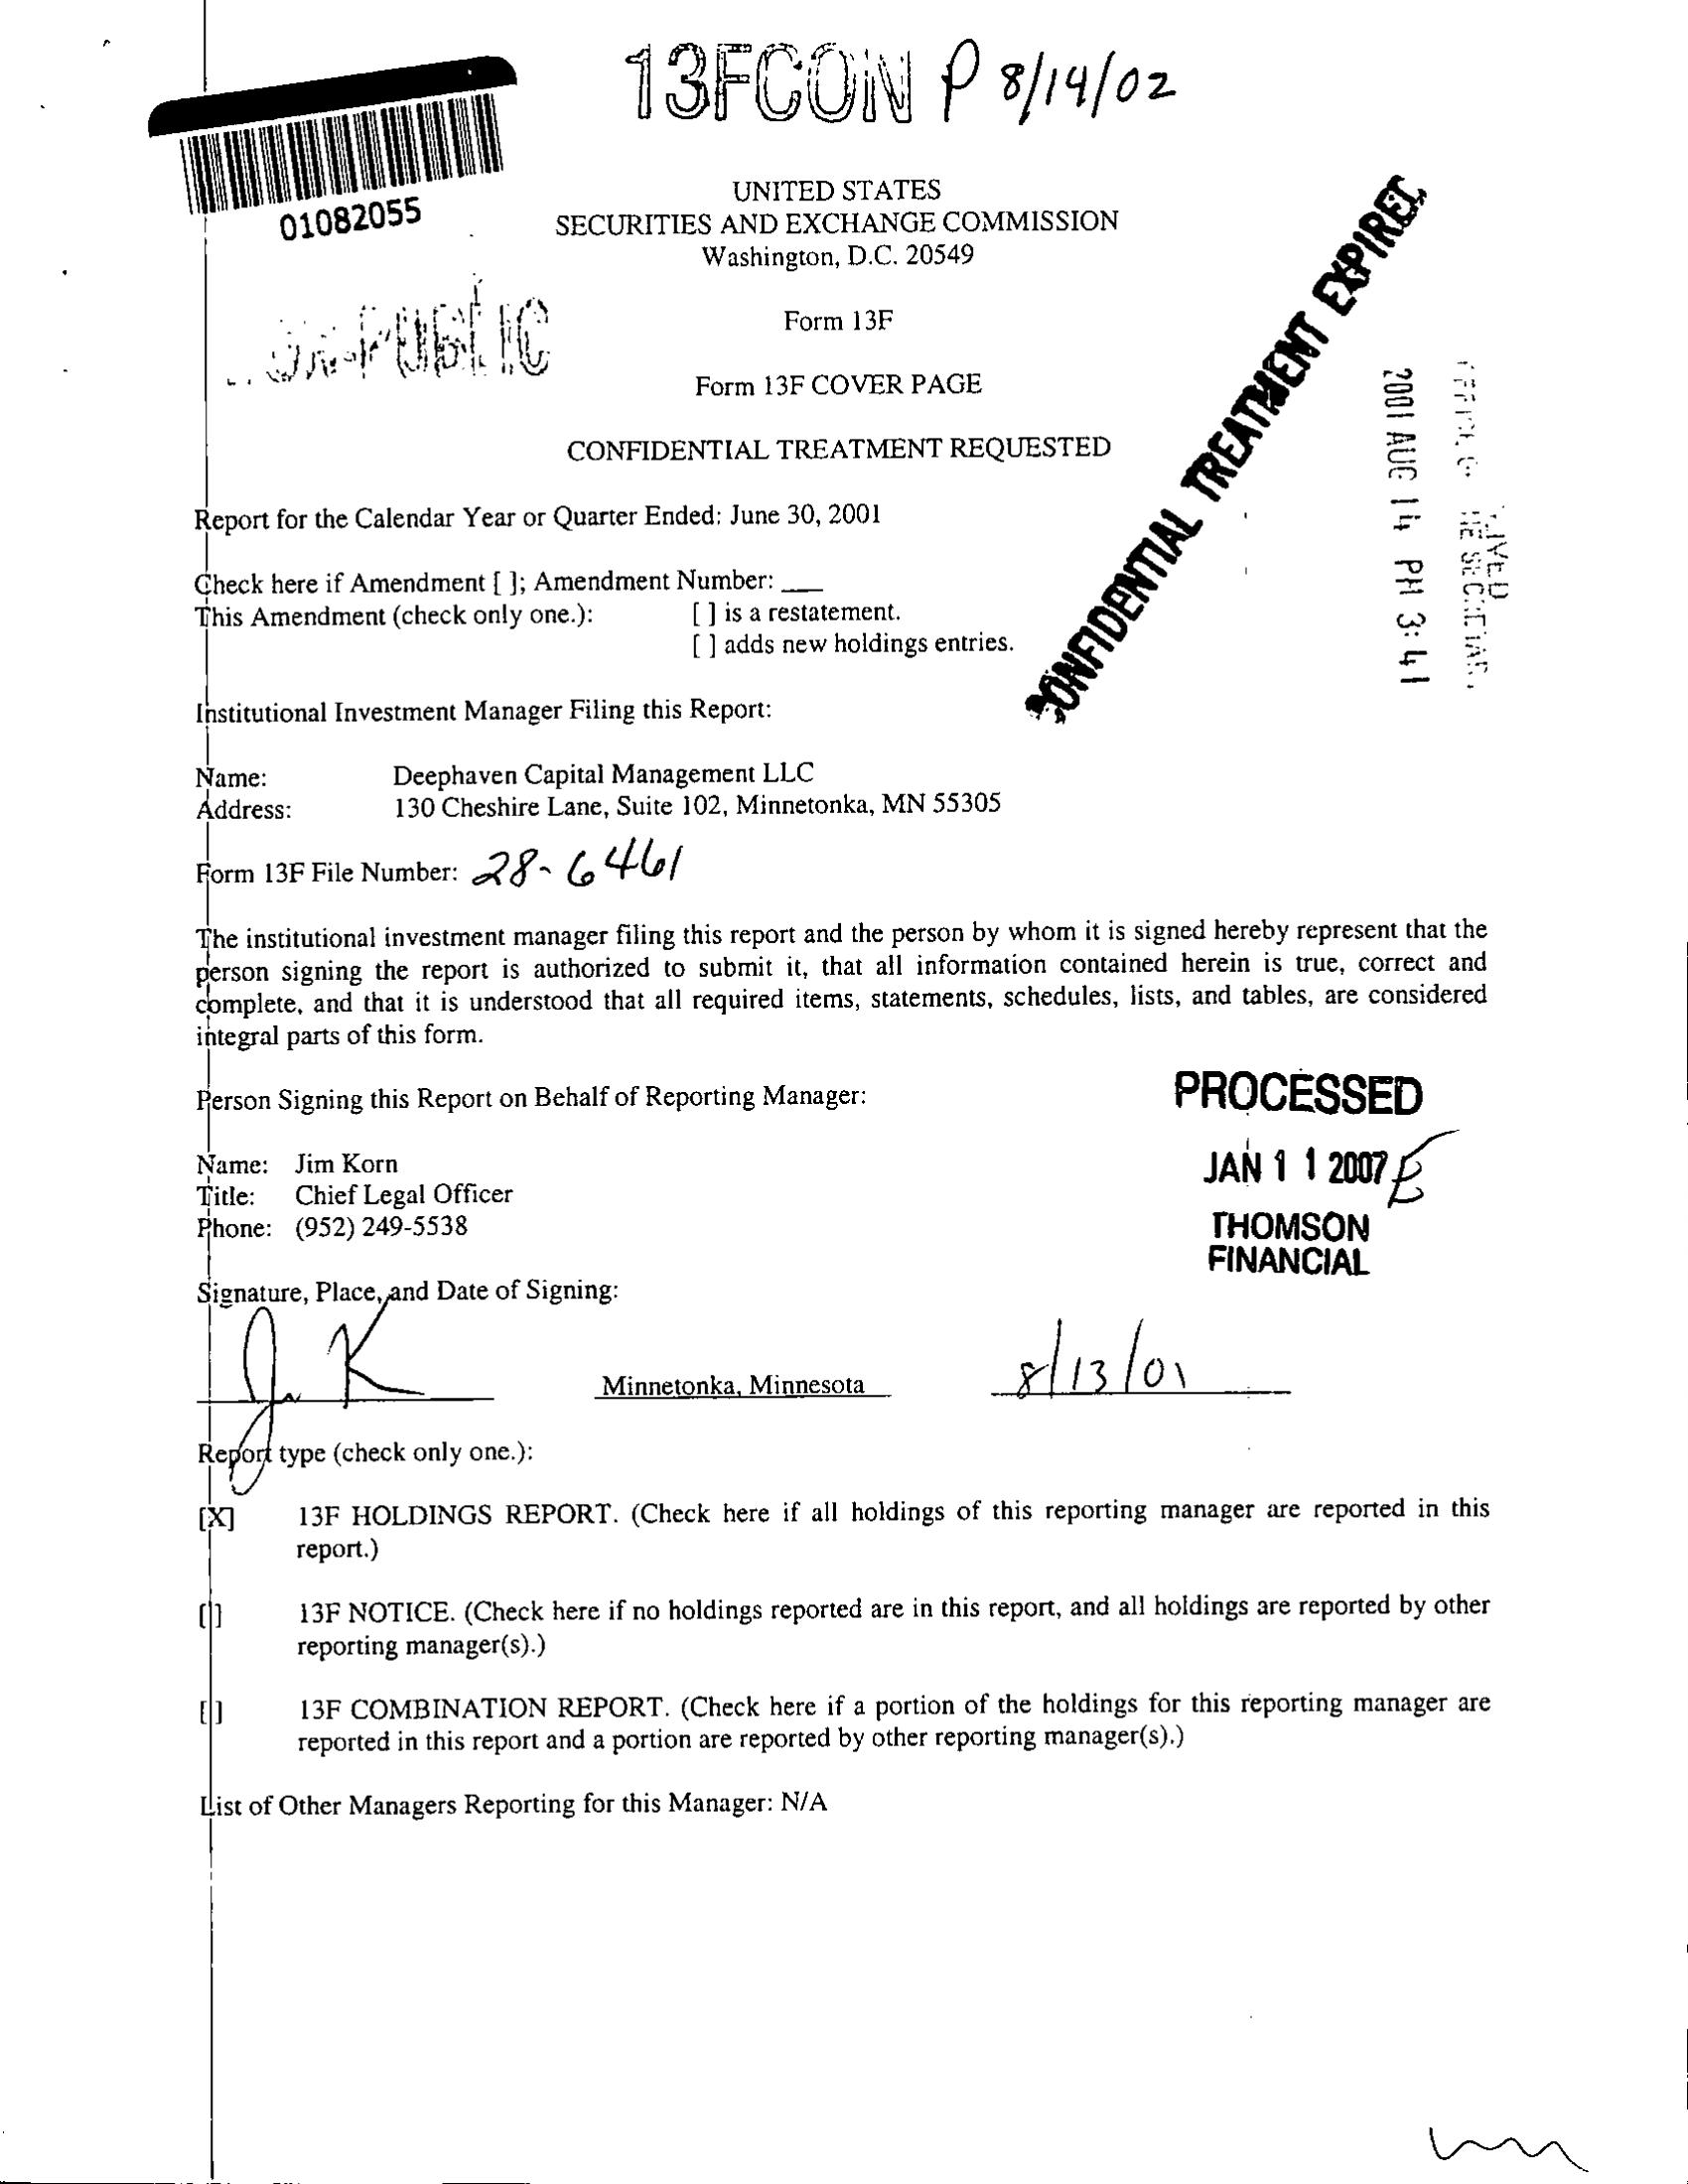 13FCON P 8/14/02
01082055
UNITED STATES
SECURITIES AND EXCHANGE COMMISSION
Washington, D.C. 20549
PUBLIC
Form 13F
Form 13F COVER PAGE
CONFIDENTIAL TREATMENT REQUESTED
CONFIDENTIAL TREATMENT EXPIRED
2001 AUG 14 PM 3:41
Report for the Calendar Year or Quarter Ended: June 30, 2001
Check here if Amendment [ ]; Amendment Number: __
This Amendment (check only one.): [ ] is a restatement.
[ ] adds new holdings entries.
Institutional Investment Manager Filing this Report:
Name: Deephaven Capital Management LLC
Address: 130 Cheshire Lane, Suite 102, Minnetonka, MN 55305
Form 13F File Number: 28-6461
The institutional investment manager filing this report and the person by whom it is signed hereby represent that the
person signing the report is authorized to submit it, that all information contained herein is true, correct and
complete, and that it is understood that all required items, statements, schedules, lists, and tables, are considered
integral parts of this form.
Person Signing this Report on Behalf of Reporting Manager:
PROCESSED
JAN 1 1 2007 E
THOMSON
FINANCIAL
Name: Jim Korn
Title: Chief Legal Officer
Phone: (952) 249-5538
Signature, Place, and Date of Signing:
Minnetonka, Minnesota 8/13/01
Report type (check only one.):
[X] 13F HOLDINGS REPORT. (Check here if all holdings of this reporting manager are reported in this
report.)
[ ] 13F NOTICE. (Check here if no holdings reported are in this report, and all holdings are reported by other
reporting manager(s).)
[ ] 13F COMBINATION REPORT. (Check here if a portion of the holdings for this reporting manager are
reported in this report and a portion are reported by other reporting manager(s).)
List of Other Managers Reporting for this Manager: N/A